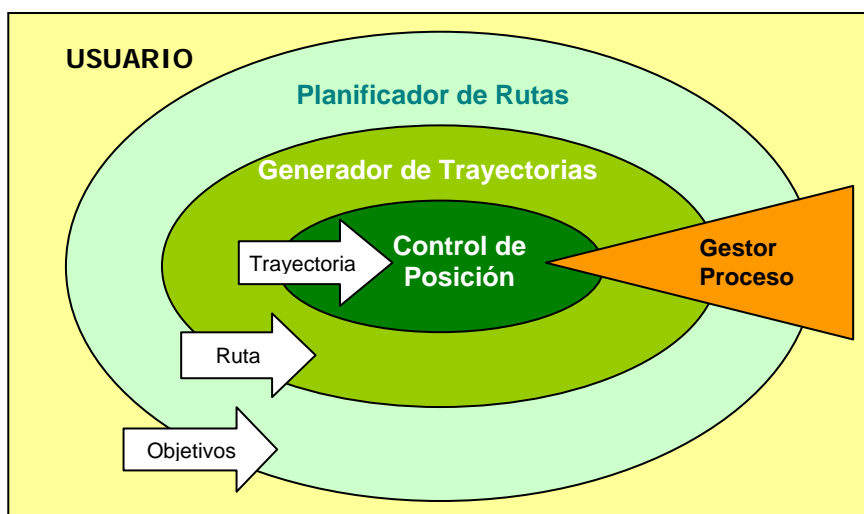 USUARIO
Planificador de Rutas
Generador de Trayectorias
Control de
Posición
Gestor
Proceso
Trayectoria
Ruta
Objetivos